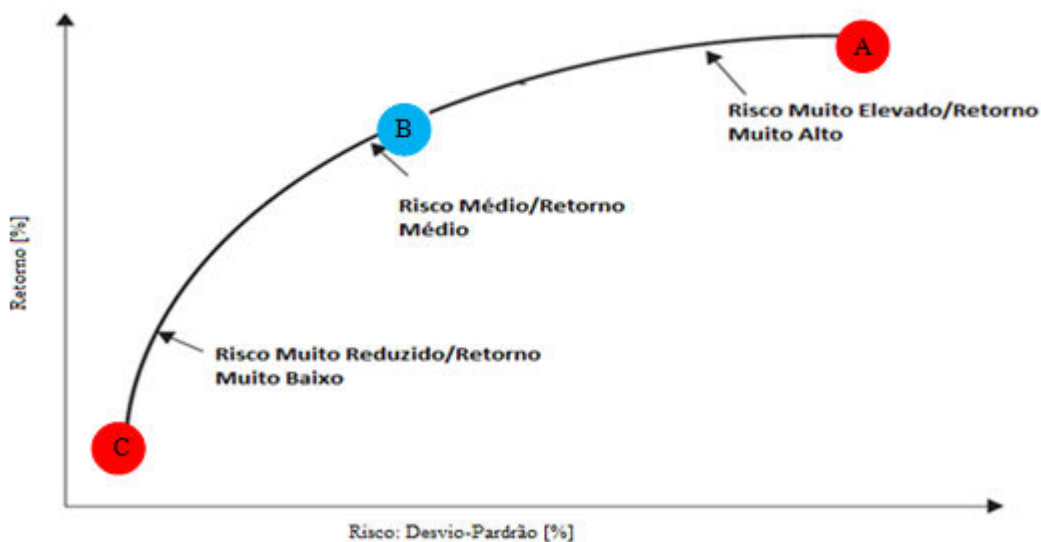 A
Risco Muito Elevado/Retorno
Muito Alto
B
Risco Médio/Retorno
Médio
Retorno [%]
Risco Muito Reduzido/Retorno
Muito Baixo
C
Risco: Desvio-Pardrão [%]